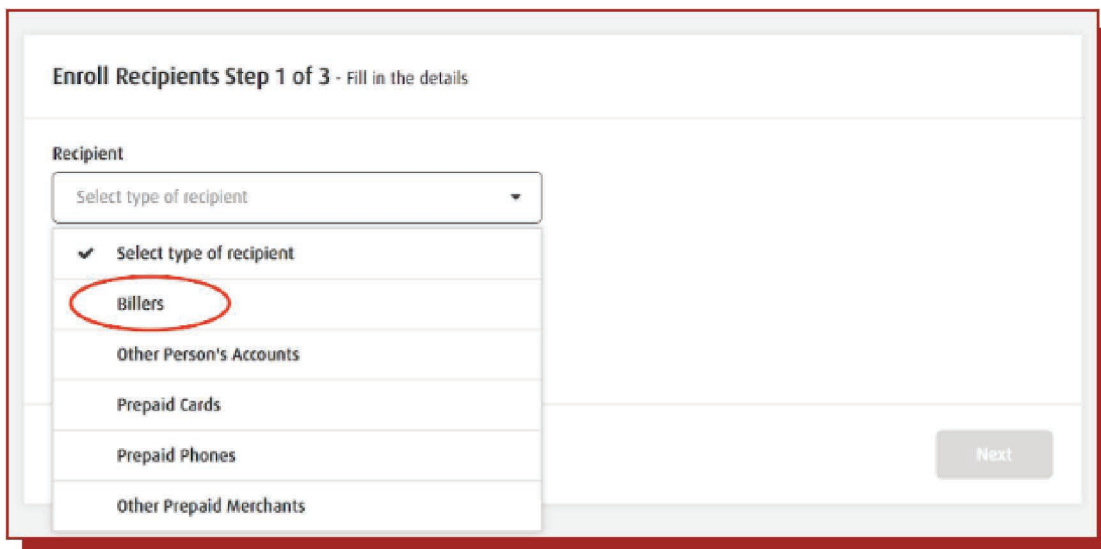 Enroll Recipients Step 1 of 3 - Fill in the details
Recipient
Select type of recipient
Select type of recipient
Billers
Other Person's Accounts
Prepaid Cards
Prepaid Phones
Next
Other Prepaid Merchants